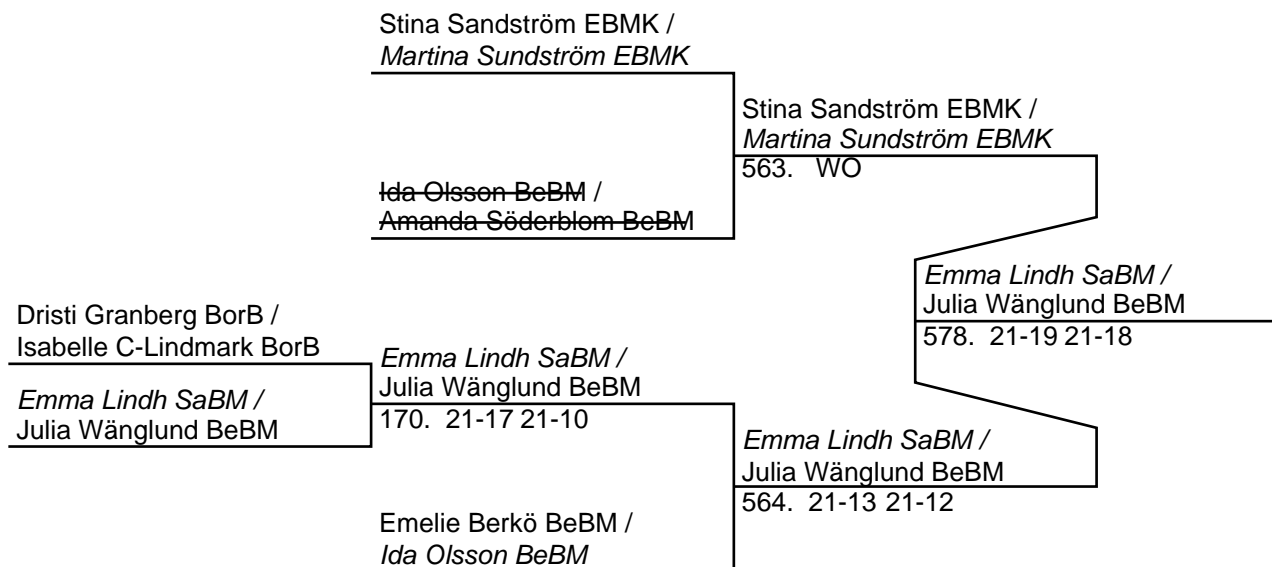 Stina Sandström EBMK /
Martina Sundström EBMK
Stina Sandström EBMK /
Martina Sundström EBMK
563. WO
Ida Olsson BeBM /
Amanda Söderblom BeBM
Emma Lindh SaBM /
Julia Wänglund BeBM
578. 21-19 21-18
Dristi Granberg BorB /
Isabelle C-Lindmark BorB
Emma Lindh SaBM /
Julia Wänglund BeBM
170. 21-17 21-10
Emma Lindh SaBM /
Julia Wänglund BeBM
Emma Lindh SaBM /
Julia Wänglund BeBM
564. 21-13 21-12
Emelie Berkö BeBM /
Ida Olsson BeBM